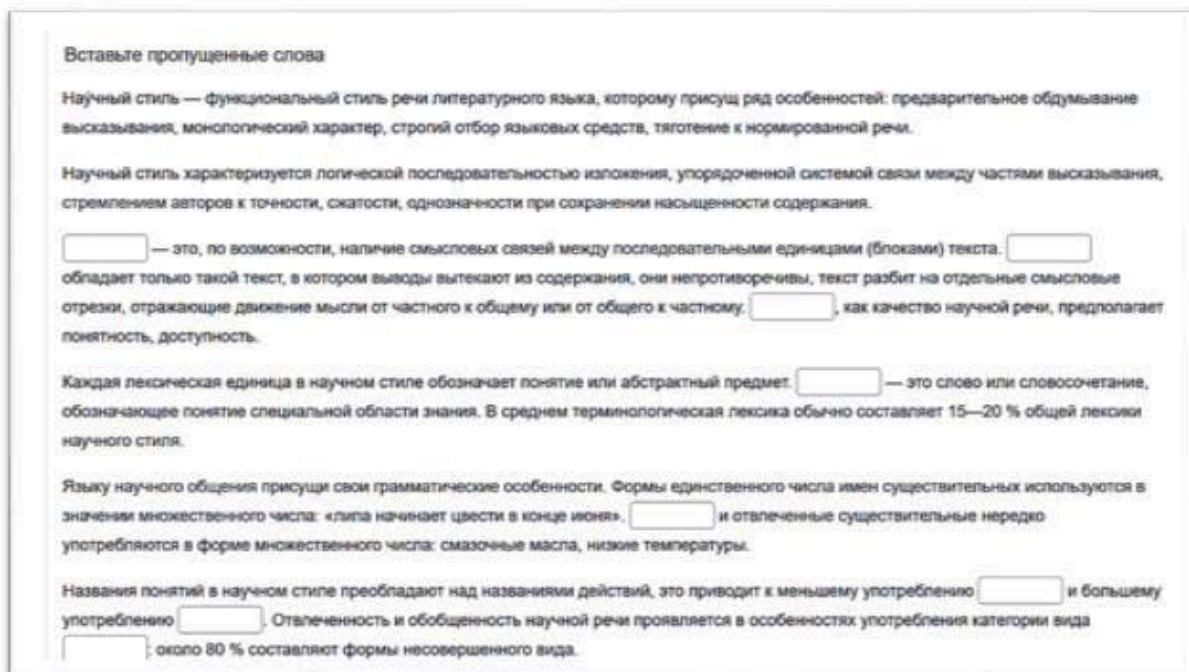 Вставьте пропущенные слова
Нау́чный стиль — функциональный стиль речи литературного языка, которому присущ ряд особенностей: предварительное обдумывание
высказывания, монологический характер, строгий отбор языковых средств, тяготение к нормированной речи.
Научный стиль характеризуется логической последовательностью изложения, упорядоченной системой связи между частями высказывания,
стремлением авторов к точности, сжатости, однозначности при сохранении насыщенности содержания.
— это, по возможности, наличие смысловых связей между последовательными единицами (блоками) текста.
обладает только такой текст, в котором выводы вытекают из содержания, они непротиворечивы, текст разбит на отдельные смысловые
отрезки, отражающие движение мысли от частного к общему или от общего к частному. , как качество научной речи, предполагает
понятность, доступность.
Каждая лексическая единица в научном стиле обозначает понятие или абстрактный предмет. — это слово или словосочетание,
обозначающее понятие специальной области знания. В среднем терминологическая лексика обычно составляет 15—20 % общей лексики
научного стиля.
Языку научного общения присущи свои грамматические особенности. Формы единственного числа имен существительных используются в
значении множественного числа: «липа начинает цвести в конце июня». и отвлеченные существительные нередко
употребляются в форме множественного числа: смазочные масла, низкие температуры.
Названия понятий в научном стиле преобладают над названиями действий, это приводит к меньшему употреблению и большему
употреблению . Отвлеченность и обобщенность научной речи проявляется в особенностях употребления категории вида
: около 80 % составляют формы несовершенного вида.